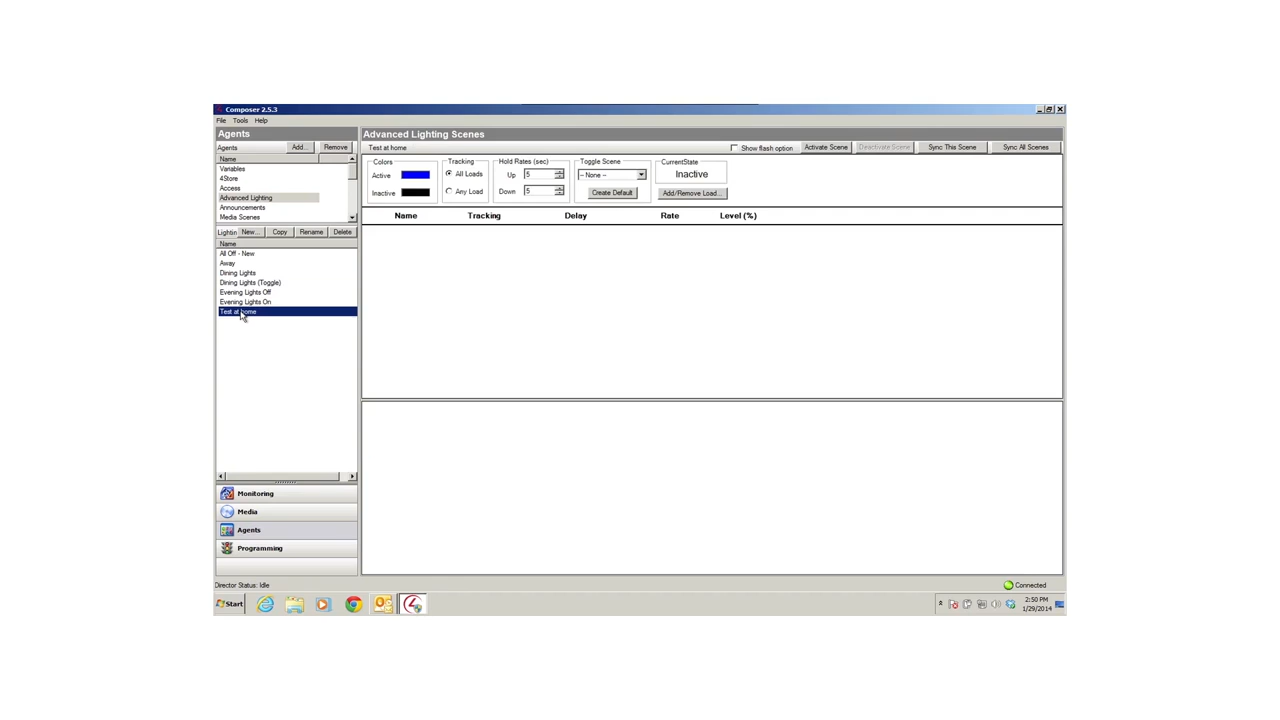 Composer 2.5.3
File Tools Help
Agents
Agents Add... Remove
Name
Variables
4Store
Access
Advanced Lighting
Announcements
Media Scenes
Lightin New... Copy Rename Delete
Name
All Off - New
Away
Dining Lights
Dining Lights (Toggle)
Evening Lights Off
Evening Lights On
Test at home
Monitoring
Media
Agents
Programming
Advanced Lighting Scenes
Test at home Show flash option Activate Scene Deactivate Scene Sync This Scene Sync All Scenes
Colors Tracking Hold Rates (sec) Toggle Scene CurrentState
Active All Loads Up 5 -- None -- Inactive
Inactive Any Load Down 5 Create Default Add/Remove Load...
Name Tracking Delay Rate Level (%)
Director Status: Idle Connected
Start 2:50 PM
1/29/2014